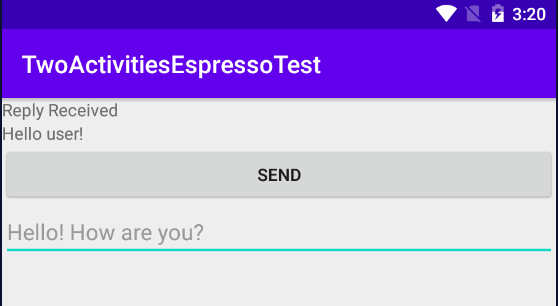 3:20
TwoActivitiesEspressoTest
Reply Received
Hello user!
SEND
Hello! How are you?